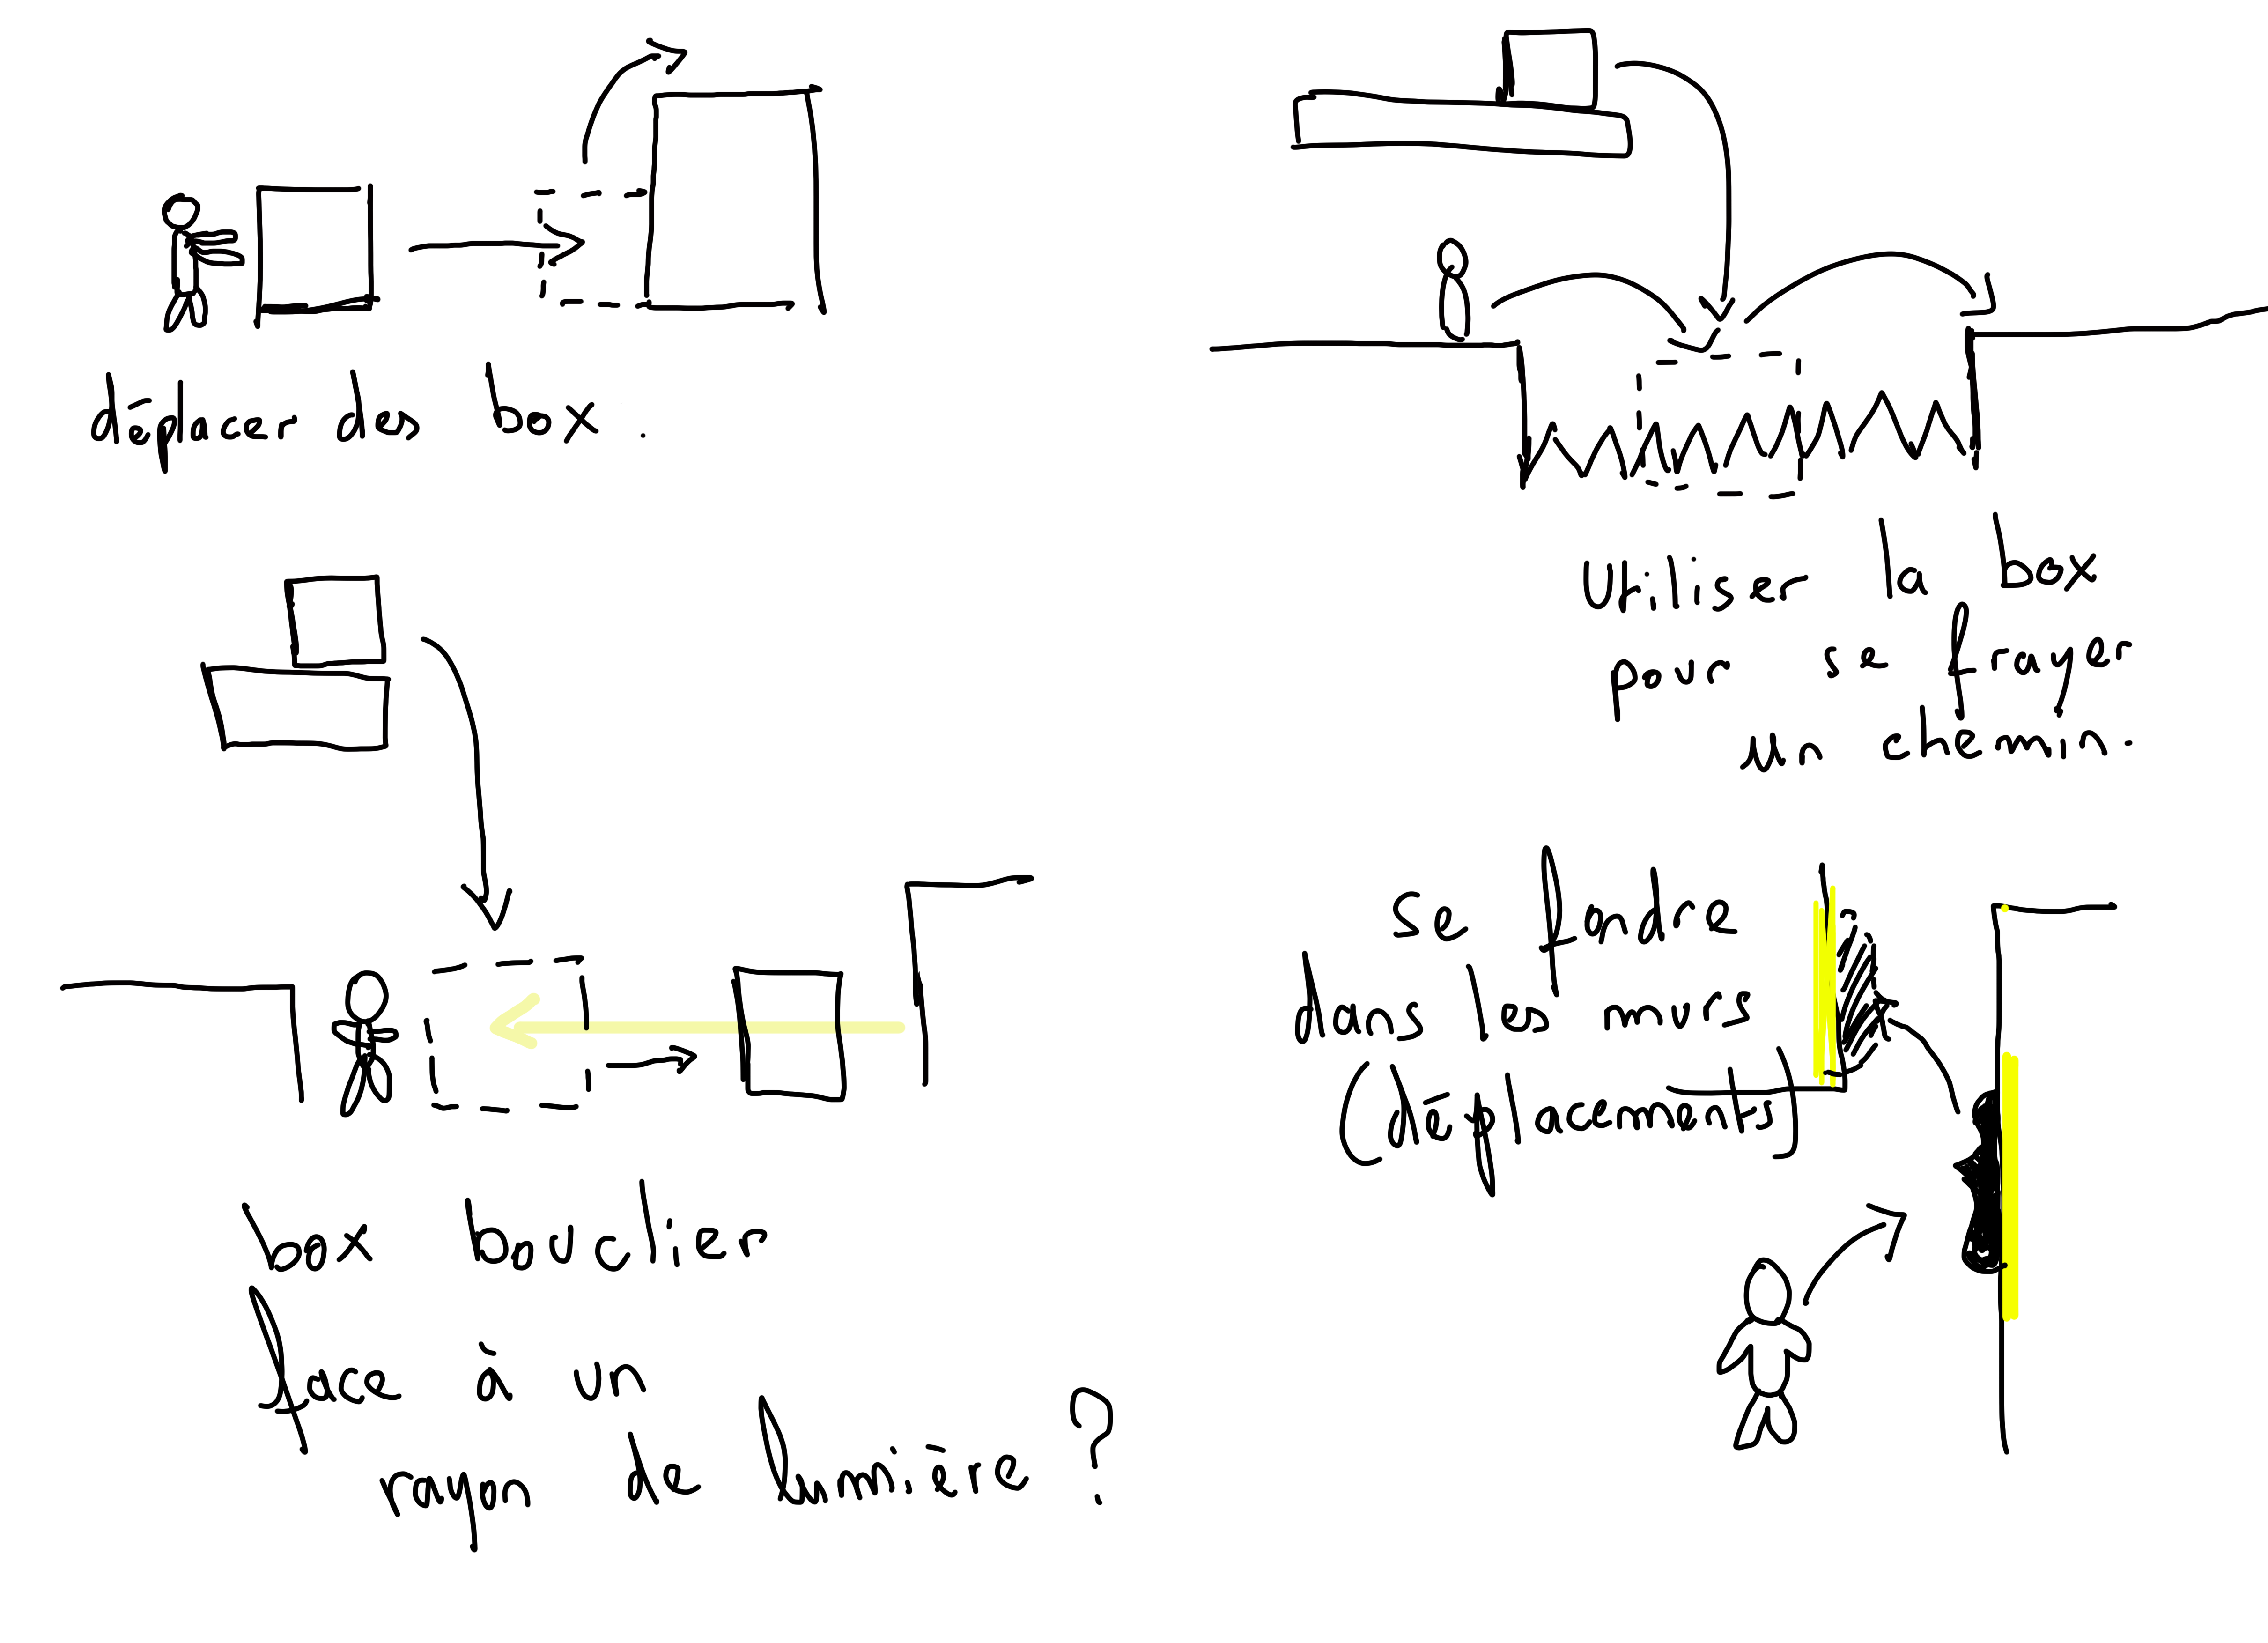 déplacer des box.
Utiliser la box
pour se frayer
un chemin.
box bouclier
face à un
rayon de lumière ?
Se fondre
dans les murs
(déplacements)